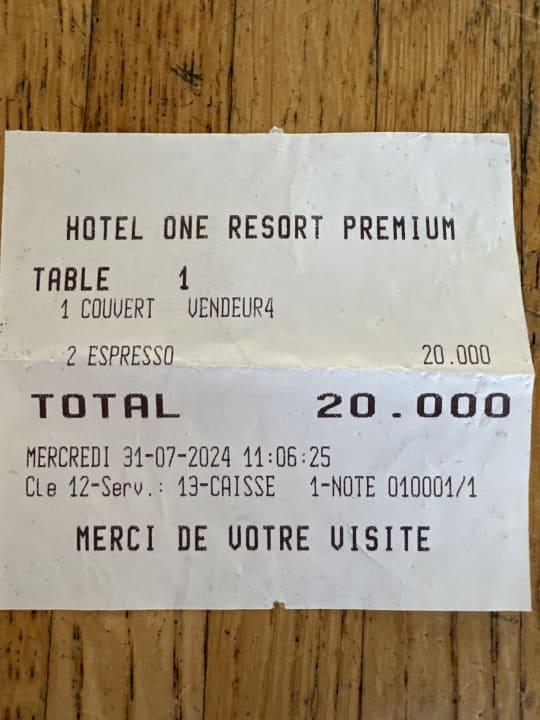 HOTEL ONE RESORT PREMIUM
TABLE 1
1 COUVERT VENDEUR4
2 ESPRESSO 20.000
TOTAL 20.000
MERCREDI 31-07-2024 11:06:25
Cle 12-Serv.: 13-CAISSE 1-NOTE 010001/1
MERCI DE VOTRE VISITE